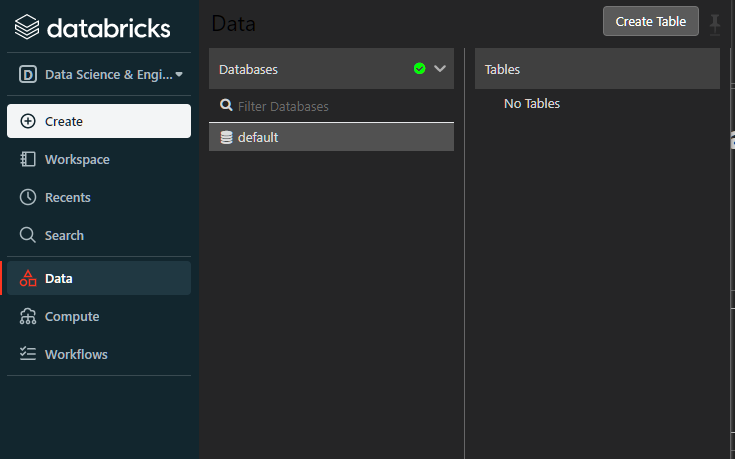 databricks
D Data Science & Engi...
Create
Workspace
Recents
Search
Data
Compute
Workflows
Data
Create Table
Databases
Filter Databases
default
Tables
No Tables